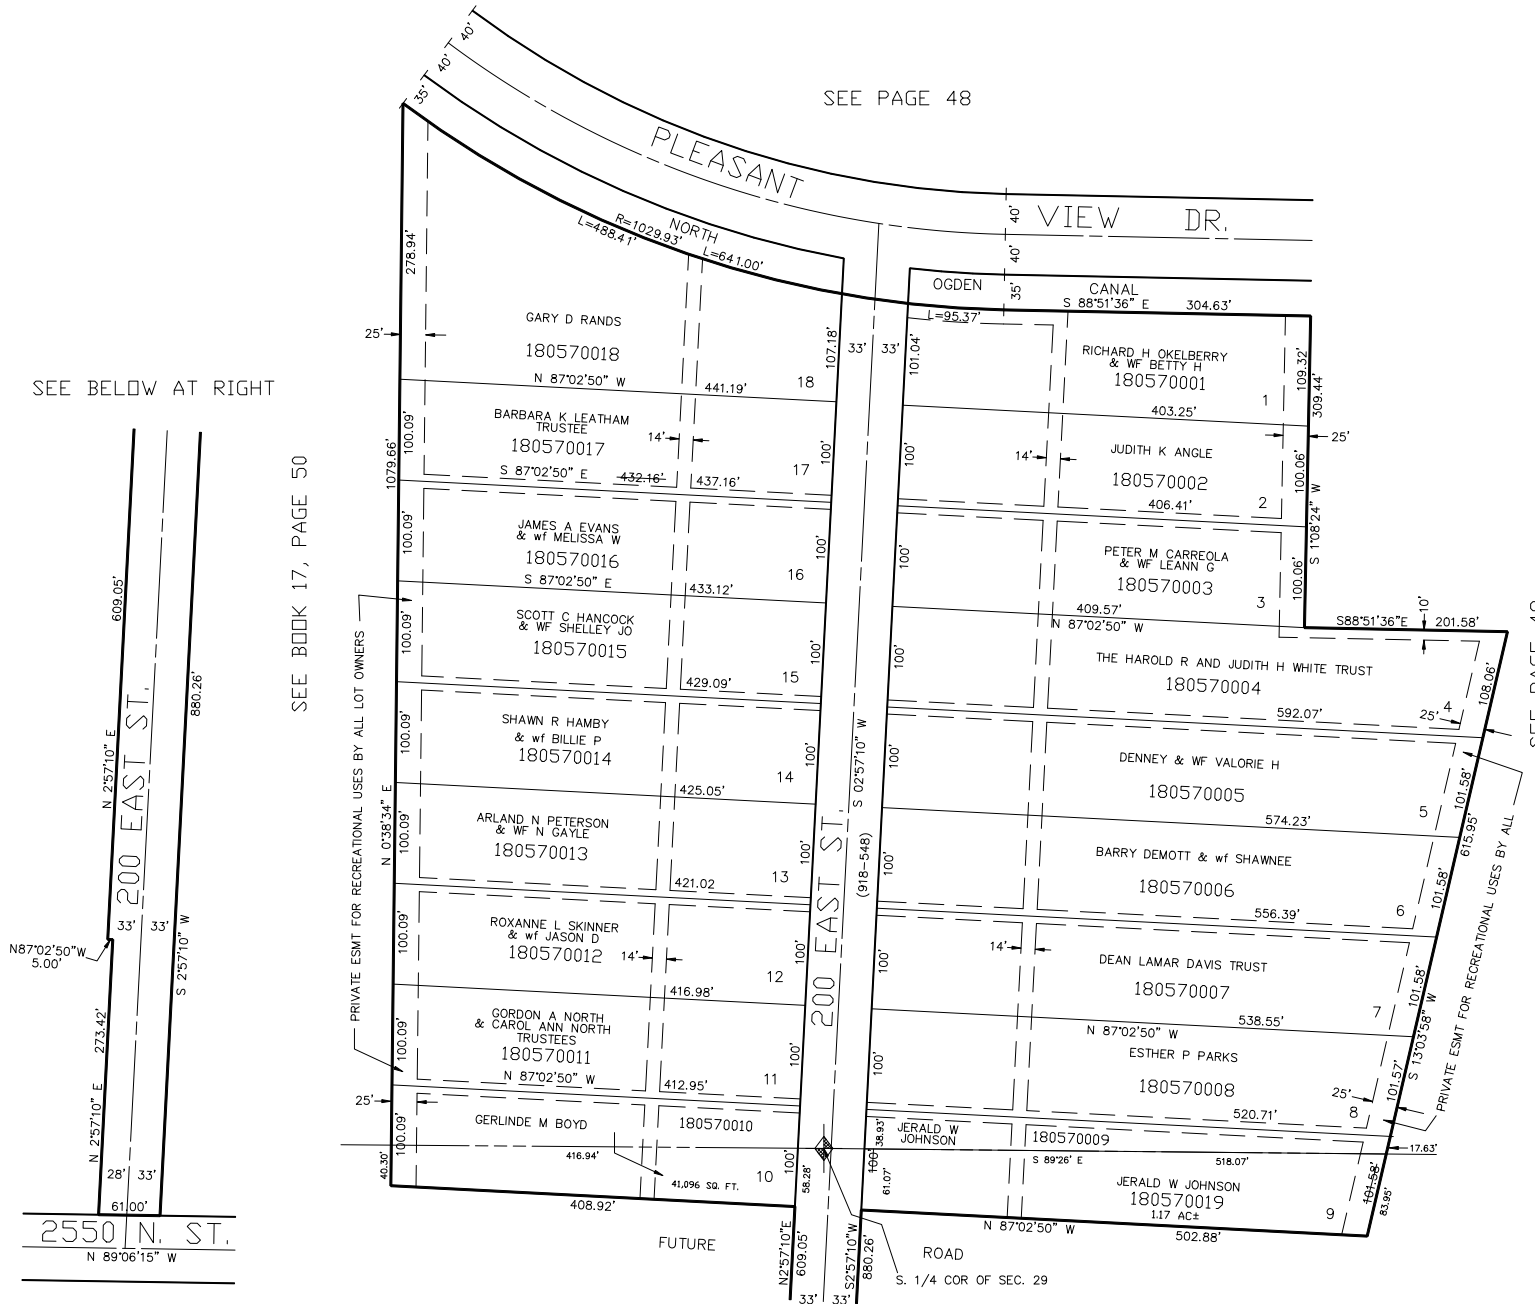 SEE PAGE 48
40'
40'
40'
35'
PLEASANT
VIEW DR.
NORTH
R=1029.93'
L=488.41'
L=641.00'
40'
40'
35'
OGDEN
CANAL
S 88°51'36" E
304.63'
L=95.37'
278.94'
25'
GARY D RANDS
180570018
N 87°02'50" W
441.19'
18
107.18'
33'
33'
101.04'
RICHARD H OKELBERRY
& WF BETTY H
180570001
1
403.25'
109.32'
309.44'
25'
SEE BELOW AT RIGHT
100.09'
1079.66'
BARBARA K LEATHAM
TRUSTEE
180570017
14'
S 87°02'50" E
432.16'
437.16'
17
100'
100'
14'
JUDITH K ANGLE
180570002
406.41'
2
100.06'
S 1°08'24" W
SEE BOOK 17, PAGE 50
100.09'
JAMES A EVANS
& wf MELISSA W
180570016
S 87°02'50" E
433.12'
16
100'
100'
PETER M CARREOLA
& WF LEANN G
180570003
3
409.57'
N 87°02'50" W
100.06'
S88°51'36"E
10'
201.58'
PRIVATE ESMT FOR RECREATIONAL USES BY ALL LOT OWNERS
100.09'
SCOTT C HANCOCK
& WF SHELLEY JO
180570015
429.09'
15
100'
100'
THE HAROLD R AND JUDITH H WHITE TRUST
180570004
592.07'
25'
4
108.06'
100.09'
SHAWN R HAMBY
& wf BILLIE P
180570014
425.05'
14
100'
100'
S 02°57'10" W
DENNEY & WF VALORIE H
180570005
574.23'
5
101.58'
615.95'
N 0°38'34" E
100.09'
ARLAND N PETERSON
& WF N GAYLE
180570013
421.02
13
100'
100'
200 EAST ST.
(918-548)
BARRY DEMOTT & wf SHAWNEE
180570006
556.39'
6
101.58'
PRIVATE ESMT FOR RECREATIONAL USES BY ALL
100.09'
ROXANNE L SKINNER
& wf JASON D
180570012
14'
416.98'
12
100'
100'
14'
DEAN LAMAR DAVIS TRUST
180570007
538.55'
7
101.58'
N 87°02'50" W
S 13°03'58" W
100.09'
GORDON A NORTH
& CAROL ANN NORTH
TRUSTEES
180570011
N 87°02'50" W
412.95'
11
100'
100'
ESTHER P PARKS
180570008
520.71'
25'
8
101.57'
25'
100.09'
40.30'
GERLINDE M BOYD
180570010
416.94'
41,096 SQ. FT.
10
100'
58.28'
408.92'
100'
38.93'
61.07'
JERALD W
JOHNSON
180570009
S 89°26' E
518.07'
17.63'
JERALD W JOHNSON
180570019
1.17 AC±
9
101.58'
83.95'
N 87°02'50" W
502.88'
FUTURE
ROAD
S. 1/4 COR OF SEC. 29
N2°57'10"E
609.05'
S2°57'10"W
880.26'
33'
33'
609.05'
N 2°57'10" E
200 EAST ST.
880.26'
33'
33'
S 2°57'10" W
N87°02'50"W
5.00'
273.42'
N 2°57'10" E
28'
33'
61.00'
2550 N. ST.
N 89°06'15" W